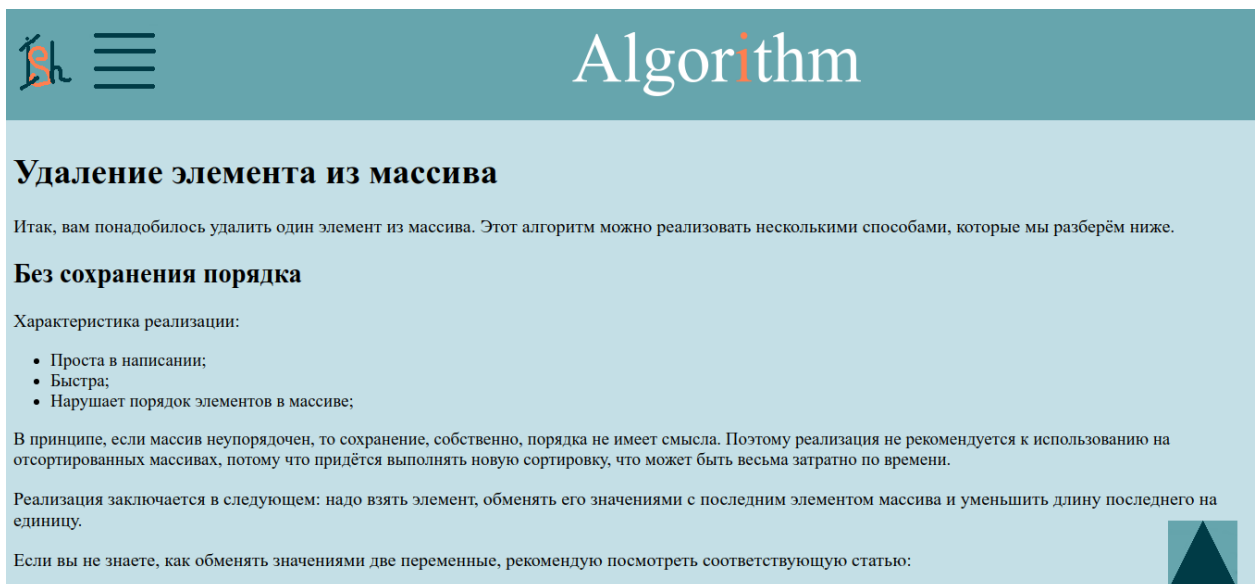 Algorithm
Удаление элемента из массива
Итак, вам понадобилось удалить один элемент из массива. Этот алгоритм можно реализовать несколькими способами, которые мы разберём ниже.
Без сохранения порядка
Характеристика реализации:
Проста в написании;
Быстра;
Нарушает порядок элементов в массиве;
В принципе, если массив неупорядочен, то сохранение, собственно, порядка не имеет смысла. Поэтому реализация не рекомендуется к использованию на
отсортированных массивах, потому что придётся выполнять новую сортировку, что может быть весьма затратно по времени.
Реализация заключается в следующем: надо взять элемент, обменять его значениями с последним элементом массива и уменьшить длину последнего на
единицу.
Если вы не знаете, как обменять значениями две переменные, рекомендую посмотреть соответствующую статью: